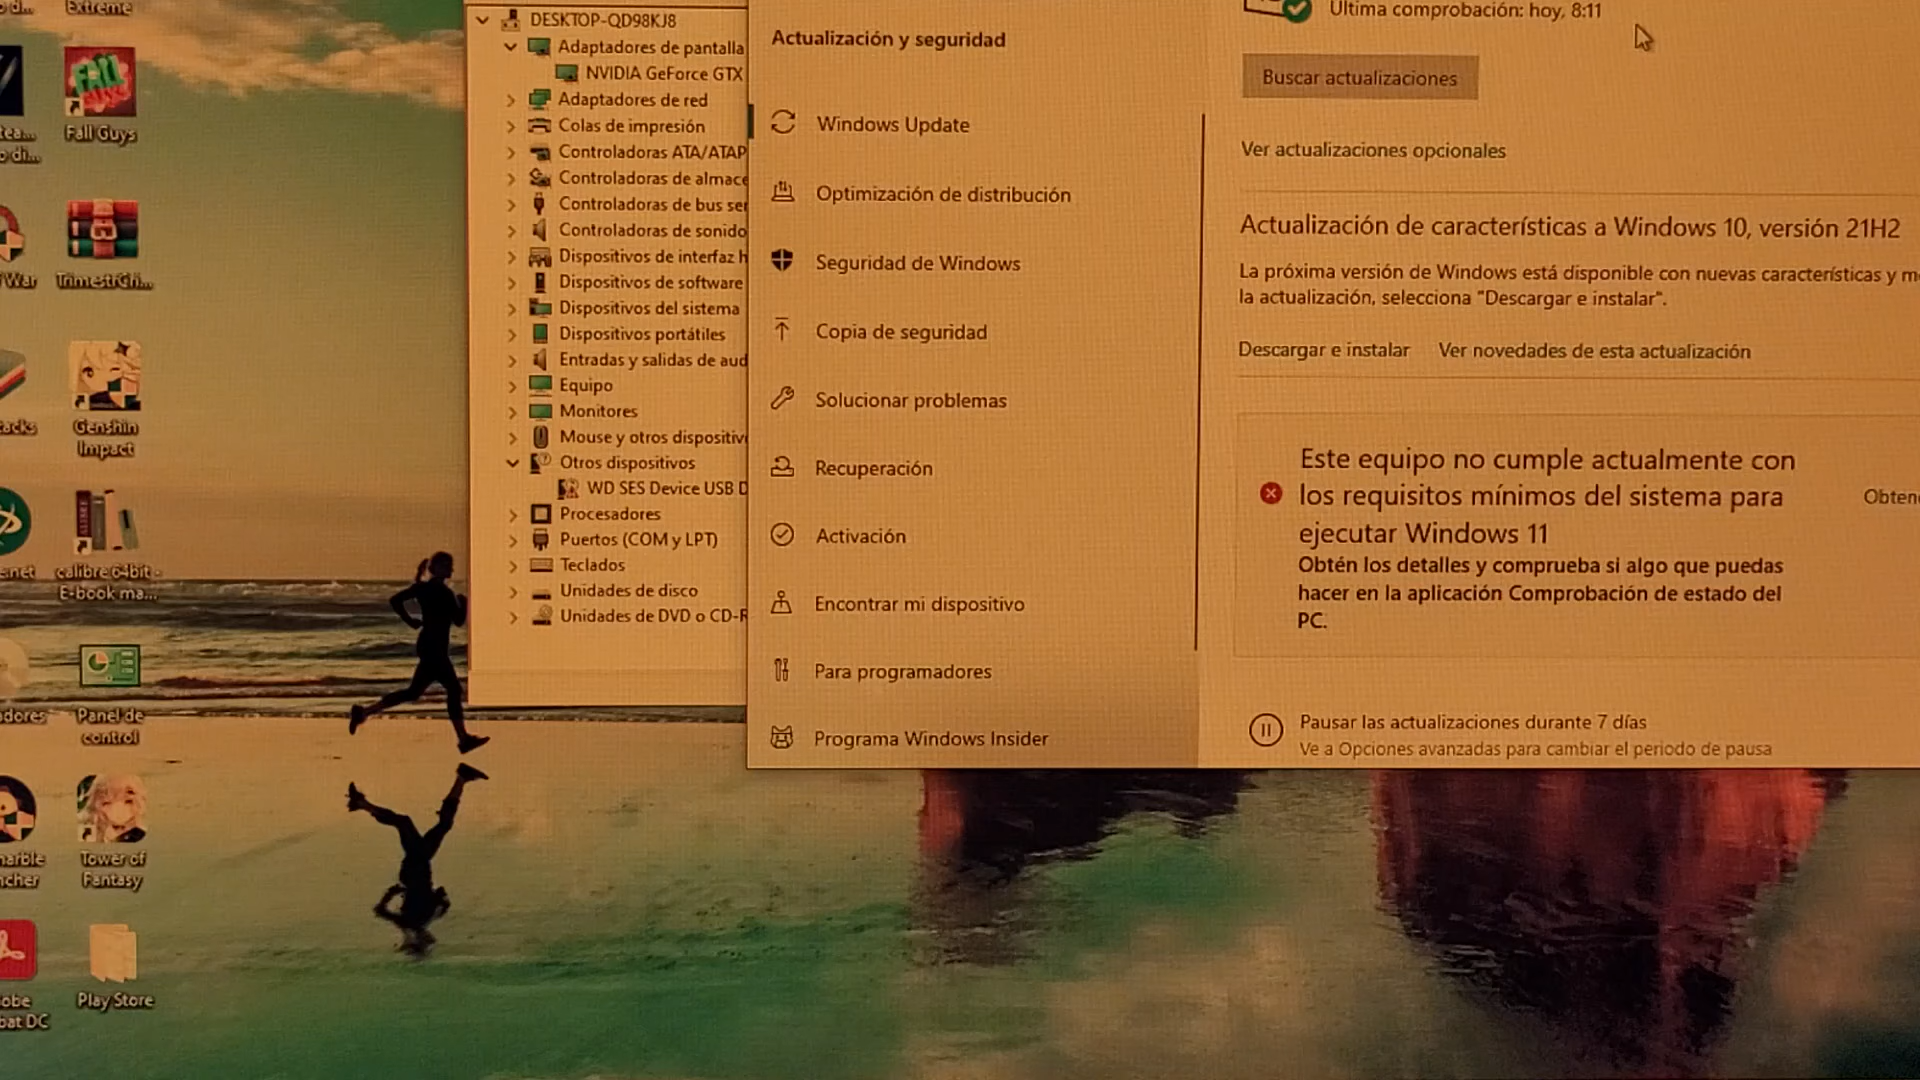 Extreme
Fall Guys
War
TrimestrGri...
Genshin
Impact
calibre 64bit -
E-book ma...
Panel de
control
Tower of
Fantasy
Play Store
bat DC
DESKTOP-QD98KJ8
Adaptadores de pantalla
NVIDIA GeForce GTX
Adaptadores de red
Colas de impresión
Controladoras ATA/ATAP
Controladoras de almace
Controladoras de bus ser
Controladoras de sonido
Dispositivos de interfaz h
Dispositivos de software
Dispositivos del sistema
Dispositivos portátiles
Entradas y salidas de aud
Equipo
Monitores
Mouse y otros dispositiv
Otros dispositivos
WD SES Device USB D
Procesadores
Puertos (COM y LPT)
Teclados
Unidades de disco
Unidades de DVD o CD-R
Actualización y seguridad
Windows Update
Optimización de distribución
Seguridad de Windows
Copia de seguridad
Solucionar problemas
Recuperación
Activación
Encontrar mi dispositivo
Para programadores
Programa Windows Insider
Última comprobación: hoy, 8:11
Buscar actualizaciones
Ver actualizaciones opcionales
Actualización de características a Windows 10, versión 21H2
La próxima versión de Windows está disponible con nuevas características y m
la actualización, selecciona "Descargar e instalar".
Descargar e instalar Ver novedades de esta actualización
Este equipo no cumple actualmente con
los requisitos mínimos del sistema para
ejecutar Windows 11
Obtén los detalles y comprueba si algo que puedas
hacer en la aplicación Comprobación de estado del
PC.
Obtene
Pausar las actualizaciones durante 7 días
Ve a Opciones avanzadas para cambiar el periodo de pausa